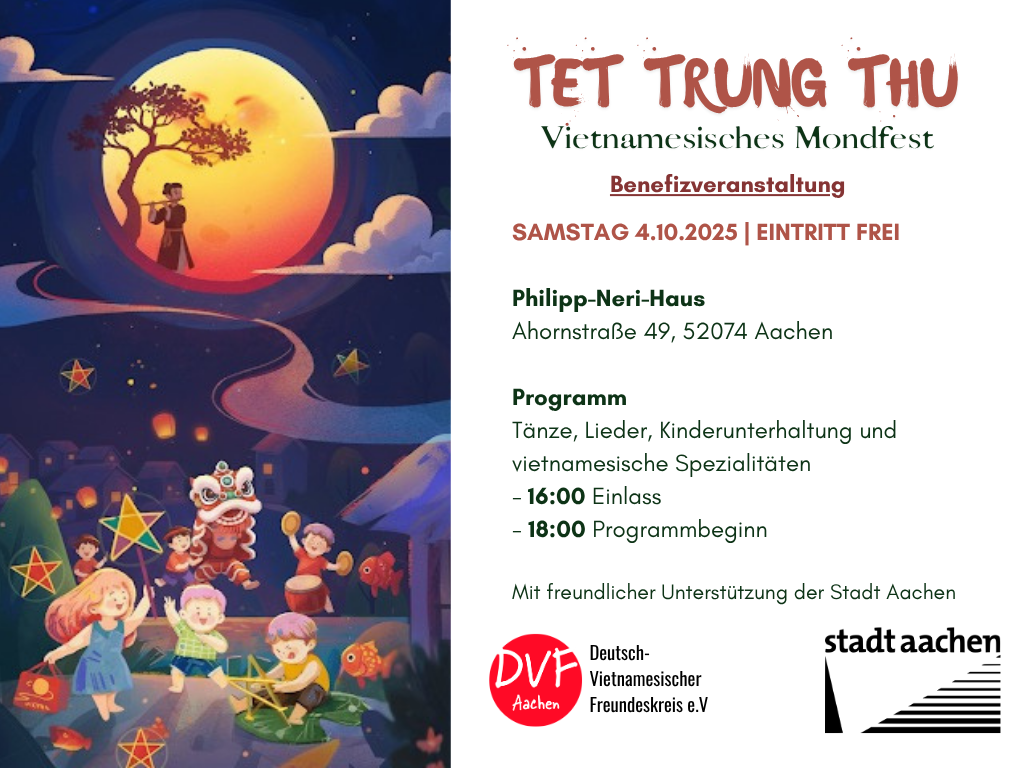 TET TRUNG THU
Vietnamesisches Mondfest
Benefizveranstaltung
SAMSTAG 4.10.2025 | EINTRITT FREI
Philipp-Neri-Haus
Ahornstraße 49, 52074 Aachen
Programm
Tänze, Lieder, Kinderunterhaltung und
vietnamesische Spezialitäten
- 16:00 Einlass
- 18:00 Programmbeginn
Mit freundlicher Unterstützung der Stadt Aachen
DVF
Aachen
Deutsch-
Vietnamesischer
Freundeskreis e.V
stadt aachen